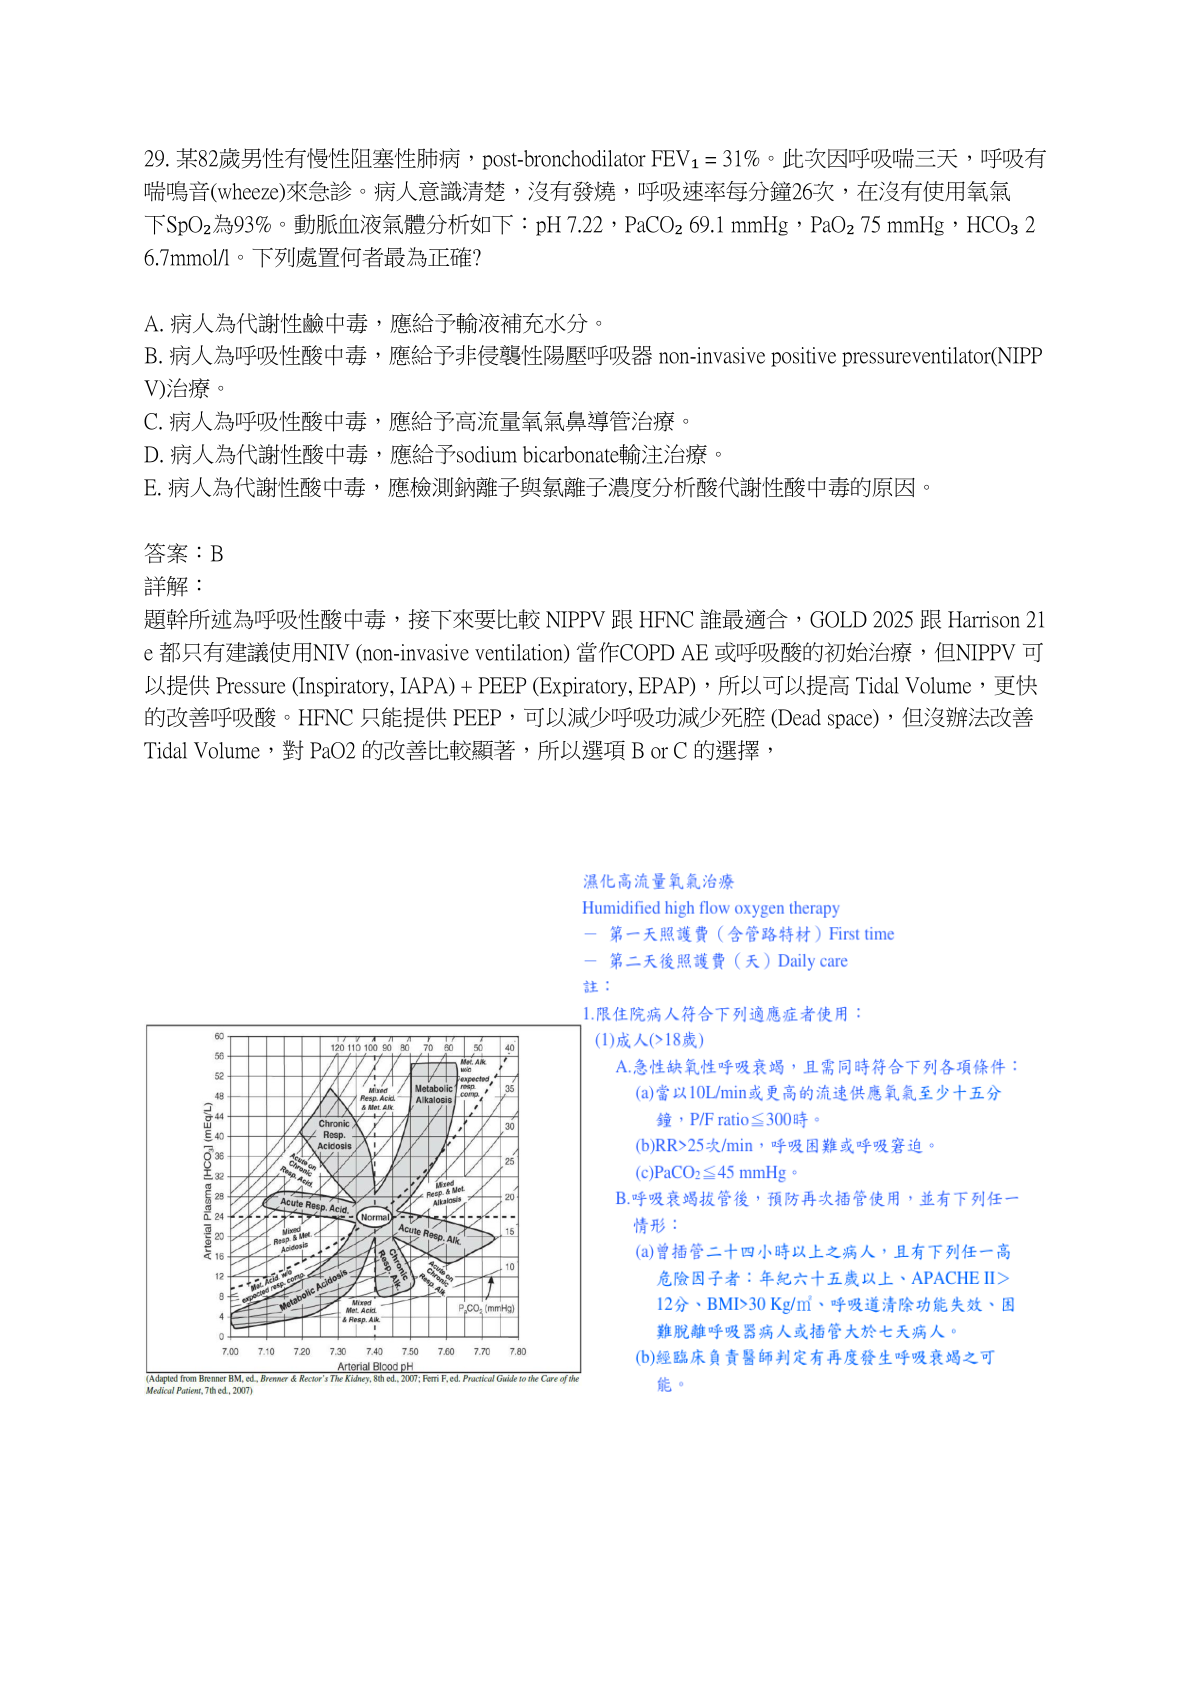 29. 某82歲男性有慢性阻塞性肺病，post-bronchodilator FEV₁ = 31%。此次因呼吸喘三天，呼吸有
喘鳴音(wheeze)來急診。病人意識清楚，沒有發燒，呼吸速率每分鐘26次，在沒有使用氧氣
下SpO₂為93%。動脈血液氣體分析如下：pH 7.22，PaCO₂ 69.1 mmHg，PaO₂ 75 mmHg，HCO₃ 2
6.7mmol/l。下列處置何者最為正確?
A. 病人為代謝性鹼中毒，應給予輸液補充水分。
B. 病人為呼吸性酸中毒，應給予非侵襲性陽壓呼吸器 non-invasive positive pressureventilator(NIPP
V)治療。
C. 病人為呼吸性酸中毒，應給予高流量氧氣鼻導管治療。
D. 病人為代謝性酸中毒，應給予sodium bicarbonate輸注治療。
E. 病人為代謝性酸中毒，應檢測鈉離子與氯離子濃度分析酸代謝性酸中毒的原因。
答案：B
詳解：
題幹所述為呼吸性酸中毒，接下來要比較 NIPPV 跟 HFNC 誰最適合，GOLD 2025 跟 Harrison 21
e 都只有建議使用NIV (non-invasive ventilation) 當作COPD AE 或呼吸酸的初始治療，但NIPPV 可
以提供 Pressure (Inspiratory, IAPA) + PEEP (Expiratory, EPAP)，所以可以提高 Tidal Volume，更快
的改善呼吸酸。HFNC 只能提供 PEEP，可以減少呼吸功減少死腔 (Dead space)，但沒辦法改善
Tidal Volume，對 PaO2 的改善比較顯著，所以選項 B or C 的選擇，
濕化高流量氧氣治療
Humidified high flow oxygen therapy
－ 第一天照護費（含管路特材）First time
－ 第二天後照護費（天）Daily care
註：
1.限住院病人符合下列適應症者使用：
(1)成人(>18歲)
A.急性缺氧性呼吸衰竭，且需同時符合下列各項條件：
(a)當以10L/min或更高的流速供應氧氣至少十五分
鐘，P/F ratio≦300時。
(b)RR>25次/min，呼吸困難或呼吸窘迫。
(c)PaCO₂≦45 mmHg。
B.呼吸衰竭拔管後，預防再次插管使用，並有下列任一
情形：
(a)曾插管二十四小時以上之病人，且有下列任一高
危險因子者：年紀六十五歲以上、APACHE II＞
12分、BMI>30 Kg/㎡、呼吸道清除功能失效、困
難脫離呼吸器病人或插管大於七天病人。
(b)經臨床負責醫師判定有再度發生呼吸衰竭之可
能。
Arterial Plasma [HCO₃] (mEq/L)
60
56
52
48
44
40
36
32
28
24
20
16
12
8
4
0
120 110 100 90 80 70 60 50 40
35
30
25
20
15
10
Met. Alk.
w/o
expected
resp.
comp.
Mixed
Resp. Acid.
& Met. Alk.
Metabolic
Alkalosis
Chronic
Resp.
Acidosis
Acute on
Chronic
Resp. Acid.
Acute Resp. Acid.
Mixed
Resp. & Met.
Alkalosis
Normal
Acute Resp. Alk.
Mixed
Resp. & Met.
Acidosis
Met. Acid. w/o
expected resp. comp.
Metabolic Acidosis
Chronic
Resp. Alk.
Acute on
Chronic
Resp. Alk.
Mixed
Met. Acid.
& Resp. Alk.
PCO₂ (mmHg)
7.00 7.10 7.20 7.30 7.40 7.50 7.60 7.70 7.80
Arterial Blood pH
(Adapted from Brenner BM, ed., Brenner & Rector's The Kidney, 8th ed., 2007; Ferri F, ed. Practical Guide to the Care of the
Medical Patient, 7th ed., 2007)